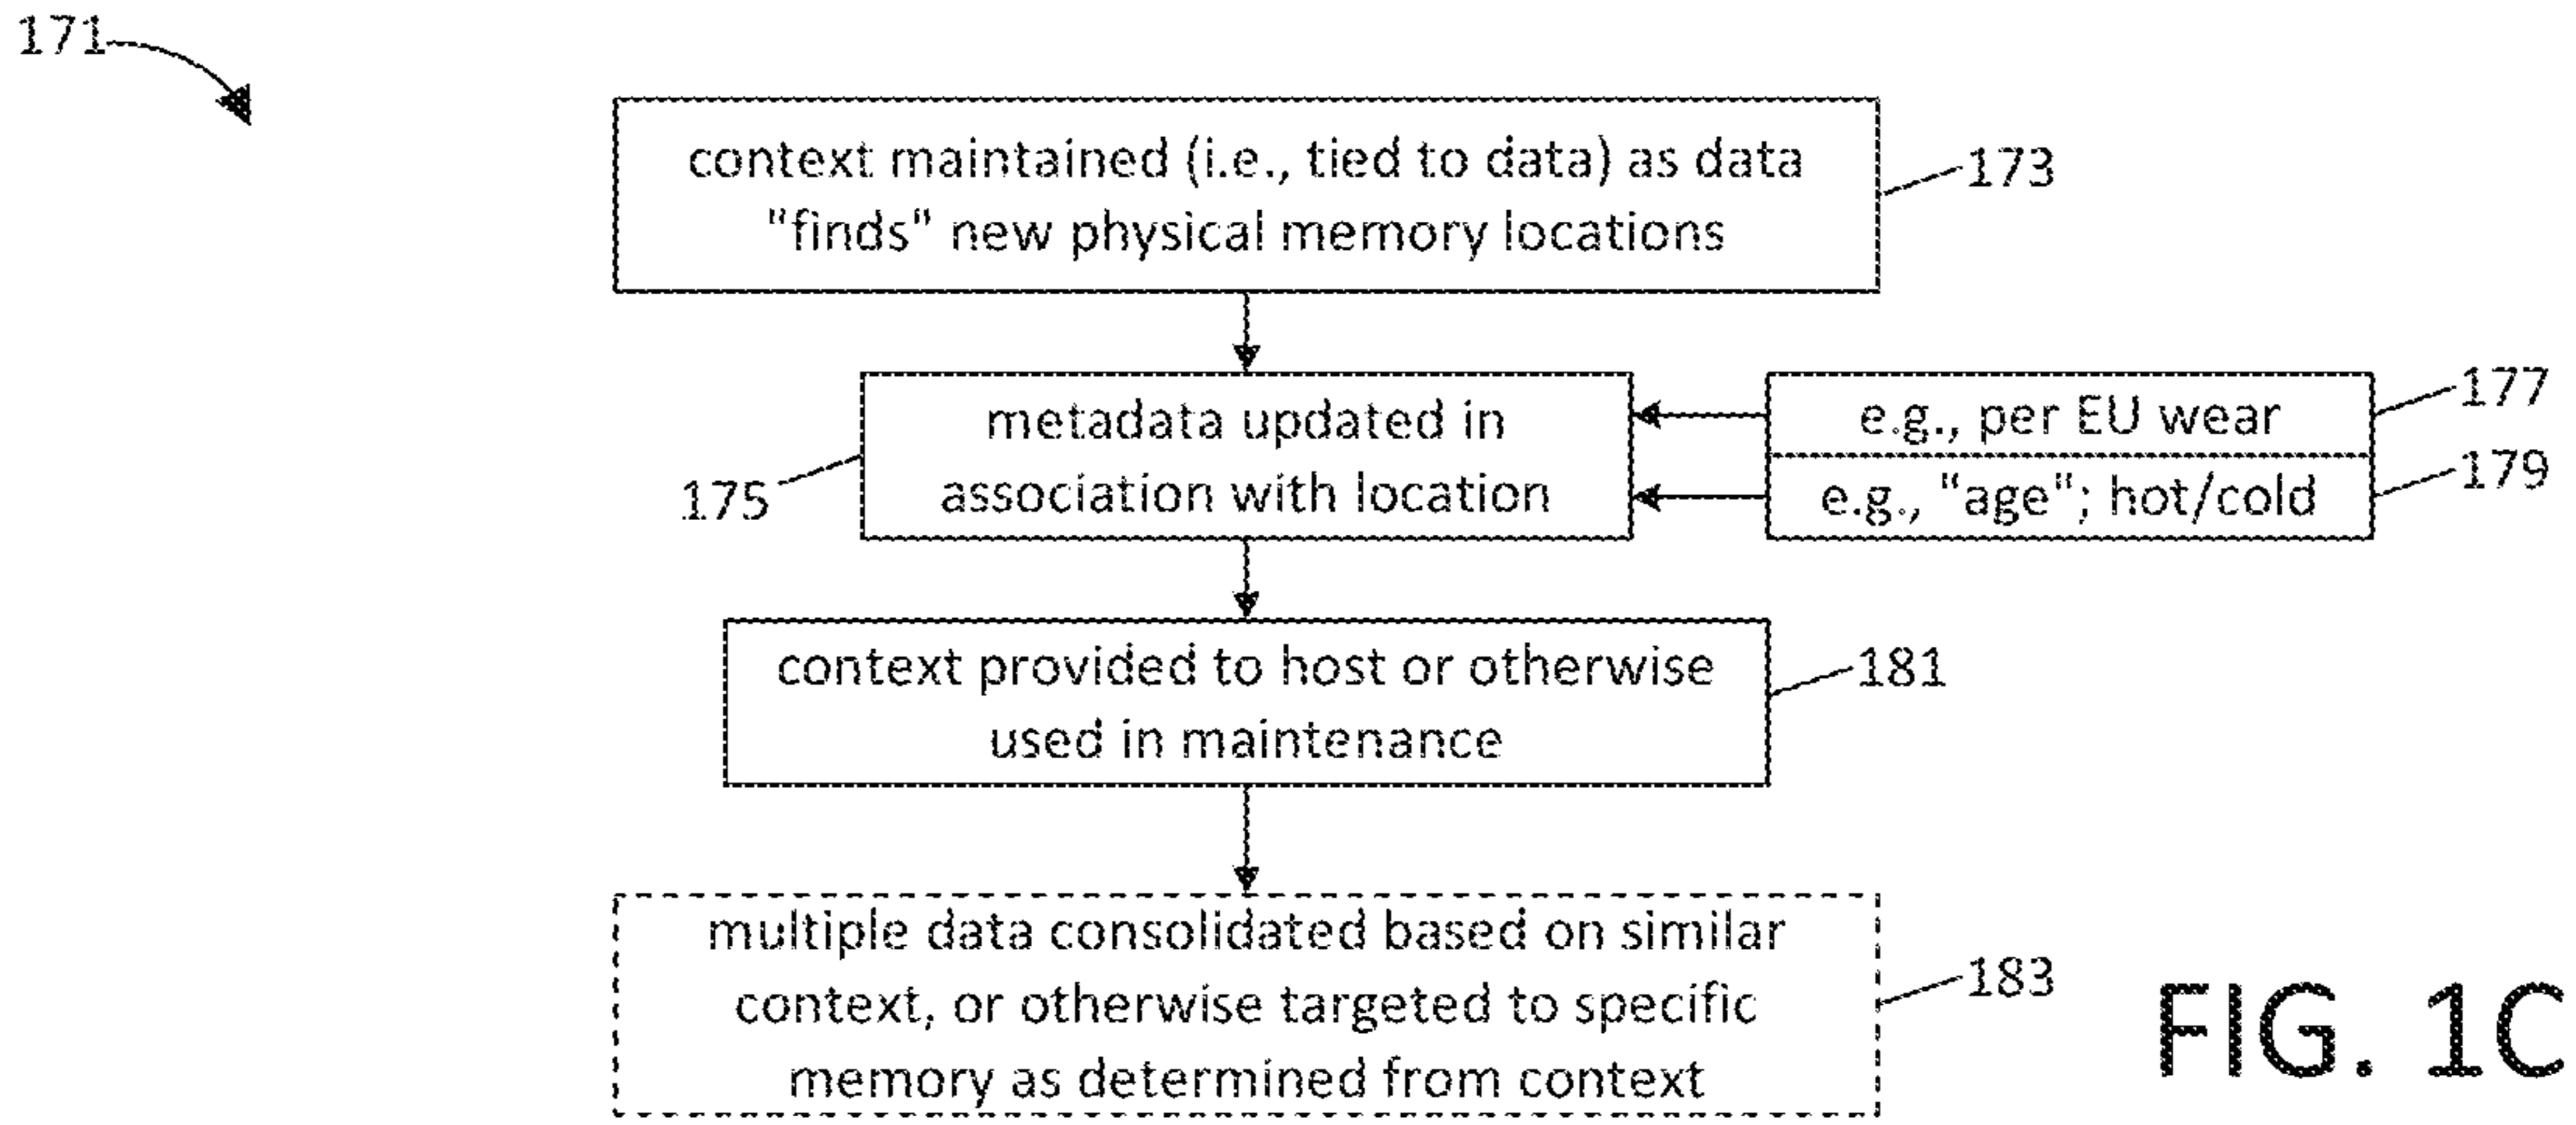 171
context maintained (i.e., tied to data) as data
"finds" new physical memory locations
173
metadata updated in
association with location
175
e.g., per EU wear
177
e.g., "age"; hot/cold
179
context provided to host or otherwise
used in maintenance
181
multiple data consolidated based on similar
context, or otherwise targeted to specific
memory as determined from context
183
FIG. 1C